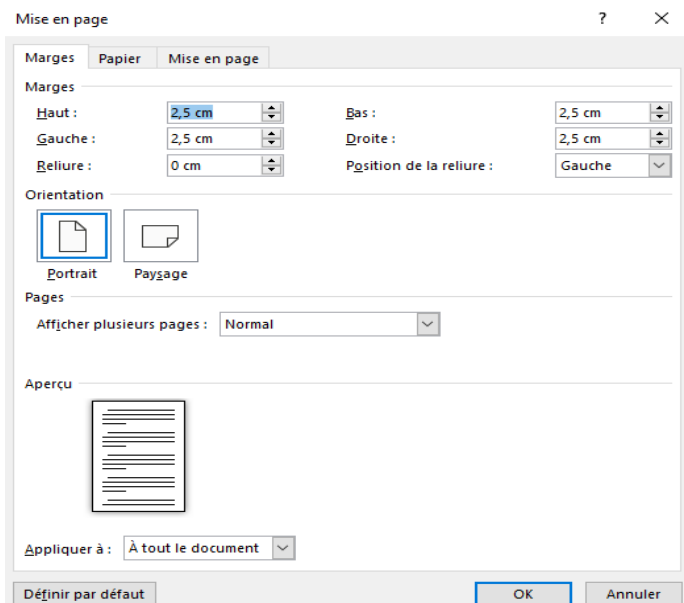 Mise en page ?
Marges Papier Mise en page
Marges
Haut : 2,5 cm Bas : 2,5 cm
Gauche : 2,5 cm Droite : 2,5 cm
Reliure : 0 cm Position de la reliure : Gauche
Orientation
Portrait Paysage
Pages
Afficher plusieurs pages : Normal
Aperçu
Appliquer à : À tout le document
Définir par défaut OK Annuler